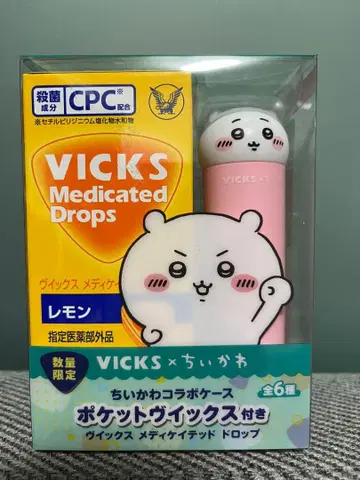 殺菌成分 CPC※配合
※セチルピリジニウム塩化物水和物
VICKS
Medicated
Drops
ヴイックス メディケイ
レモン
指定医薬部外品
VICKS
数量限定
VICKS×ちいかわ
ちいかわコラボケース
全6種
ポケットヴイックス付き
ヴイックス メディケイテッド ドロップ